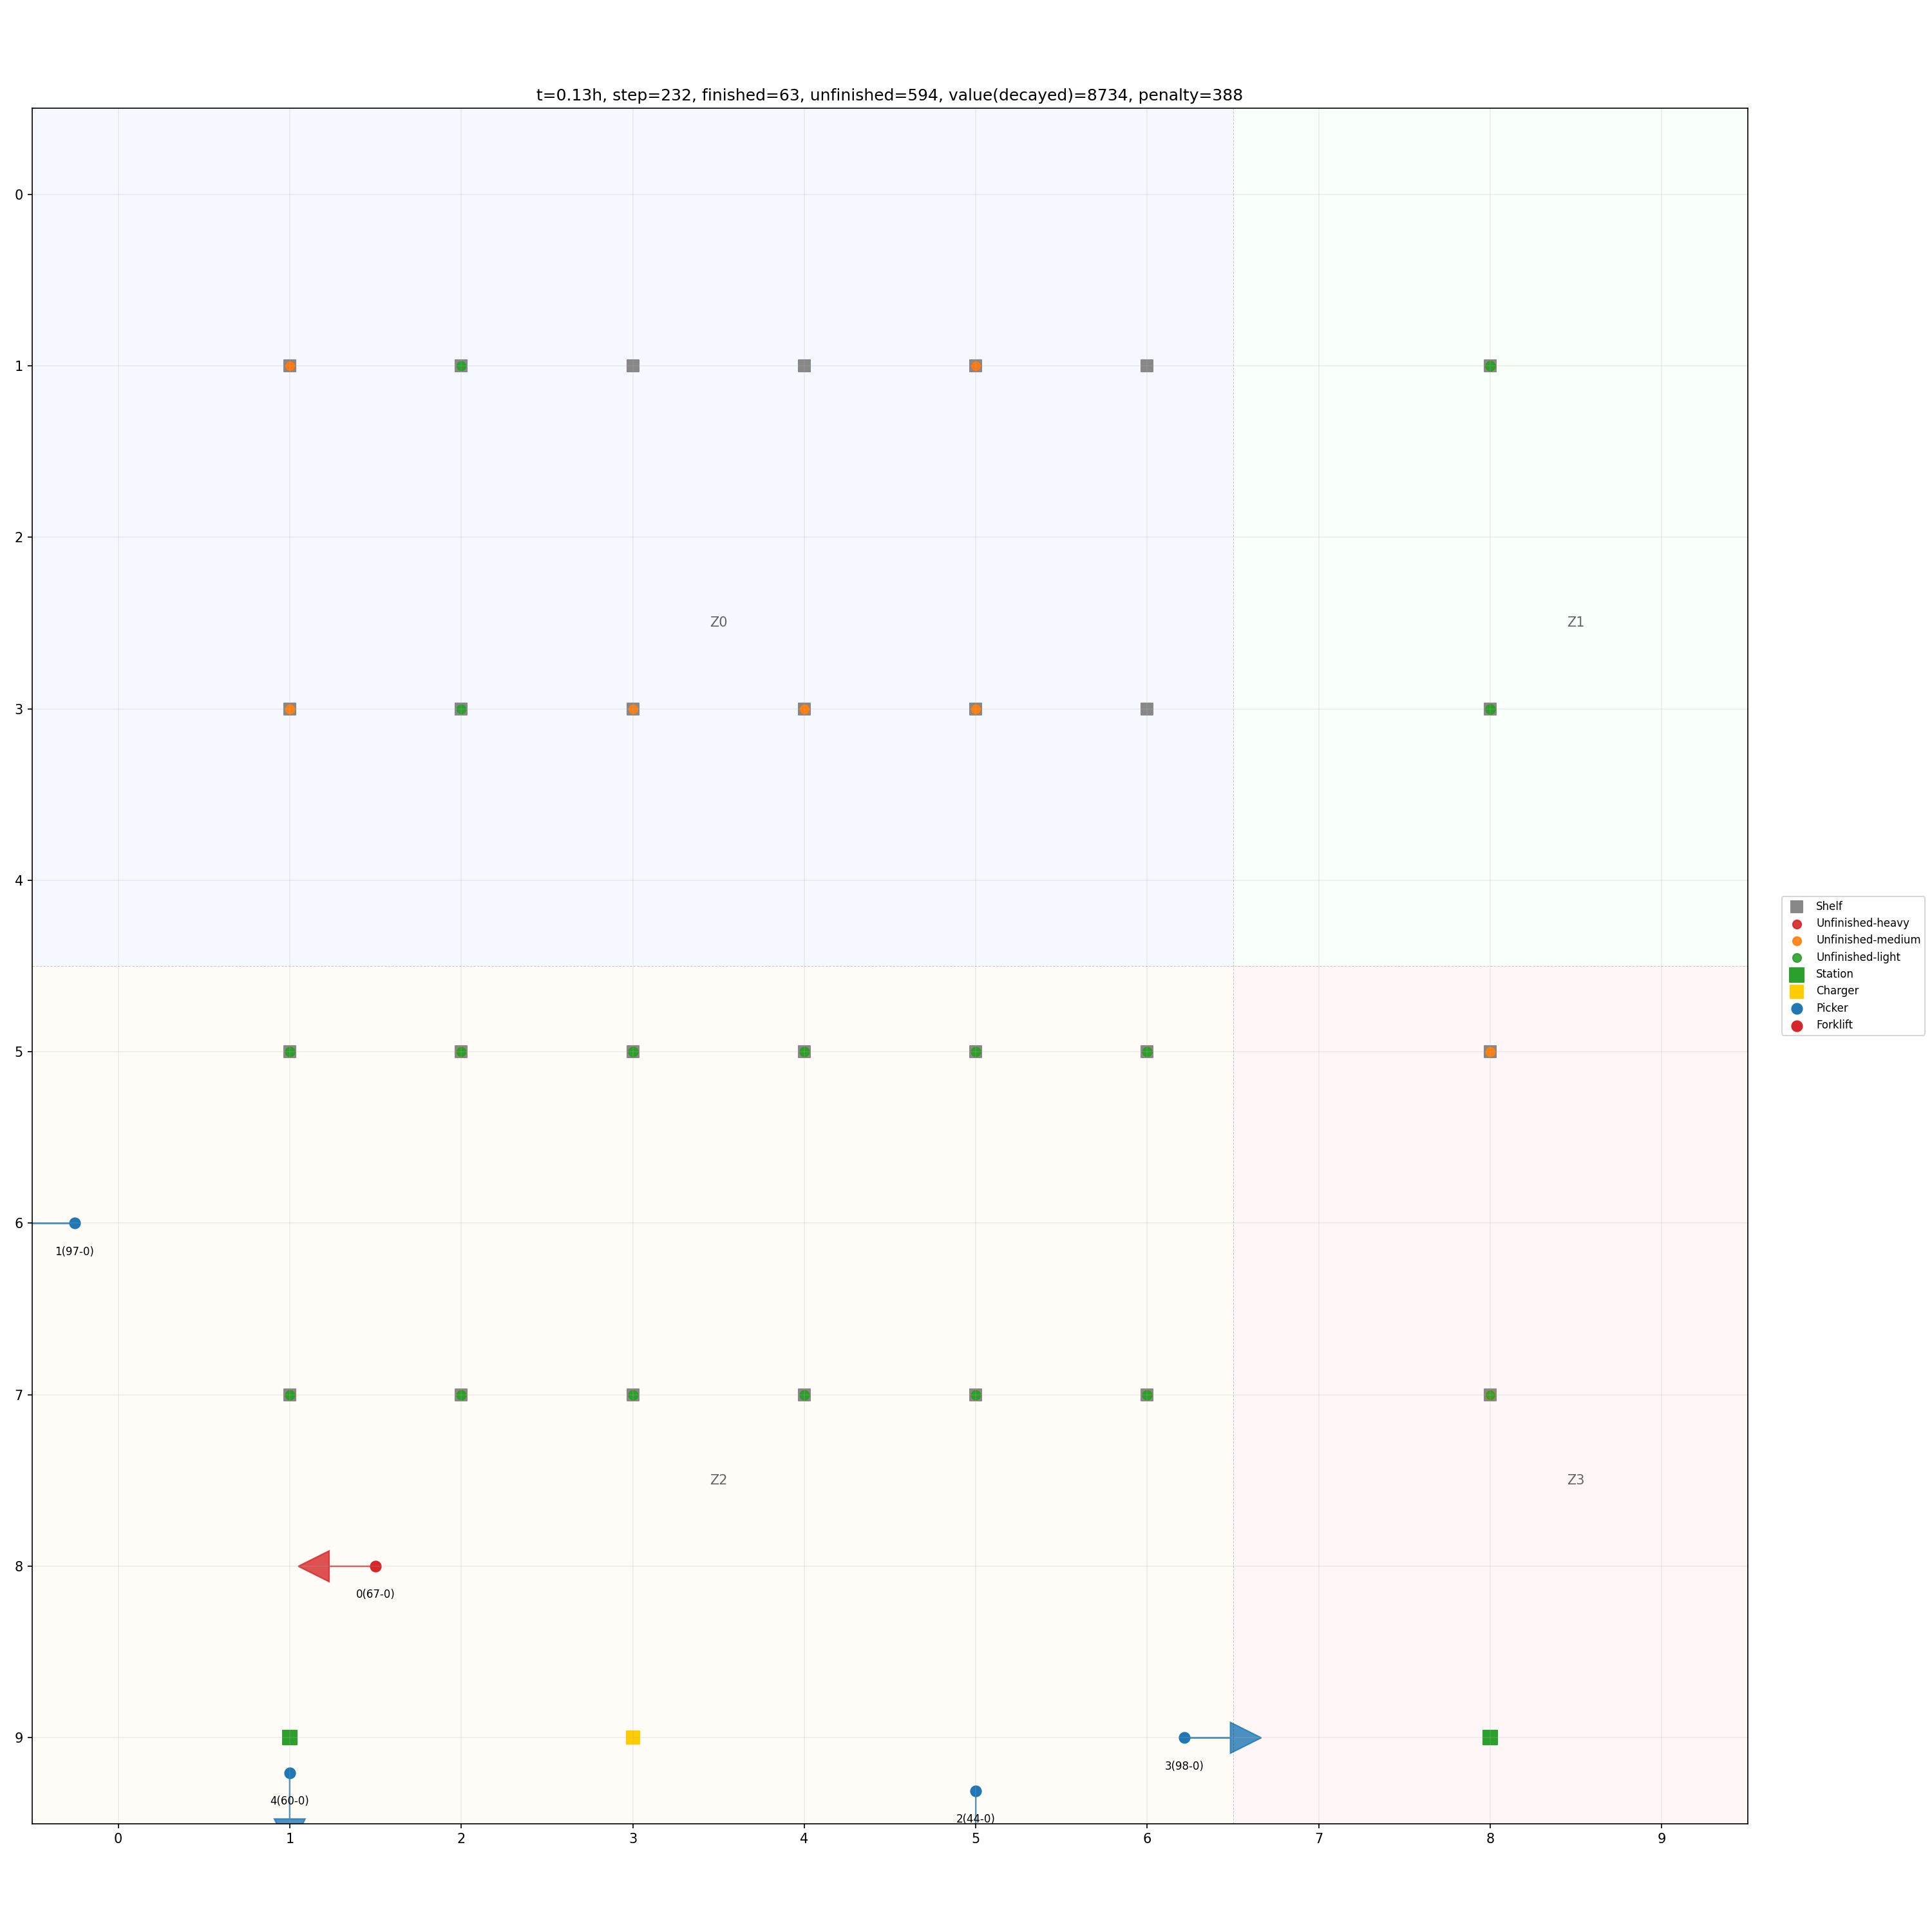 t=0.13h, step=232, finished=63, unfinished=594, value(decayed)=8734, penalty=388
0
1
2
Z0
Z1
3
4
Shelf
Unfinished-heavy
Unfinished-medium
Unfinished-light
Station
Charger
Picker
Forklift
5
6
1(97-0)
7
Z2
Z3
8
0(67-0)
9
3(98-0)
4(60-0)
2(44-0)
0 1 2 3 4 5 6 7 8 9